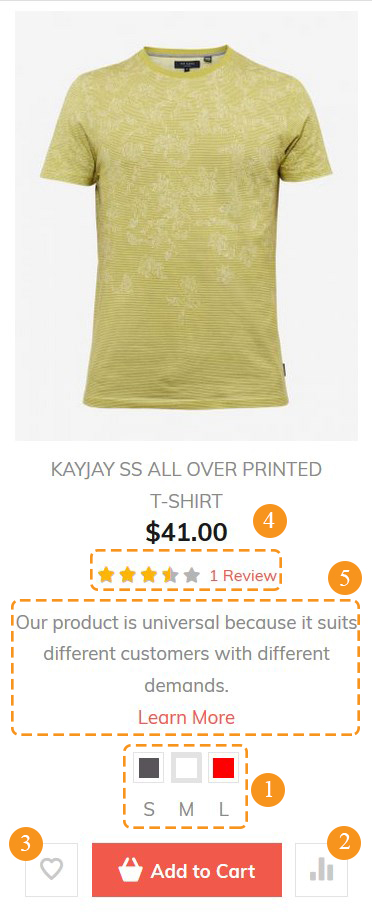 KAYJAY SS ALL OVER PRINTED
T-SHIRT
$41.00
4
1 Review
5
Our product is universal because it suits
different customers with different
demands.
Learn More
1
S M L
3
2
Add to Cart